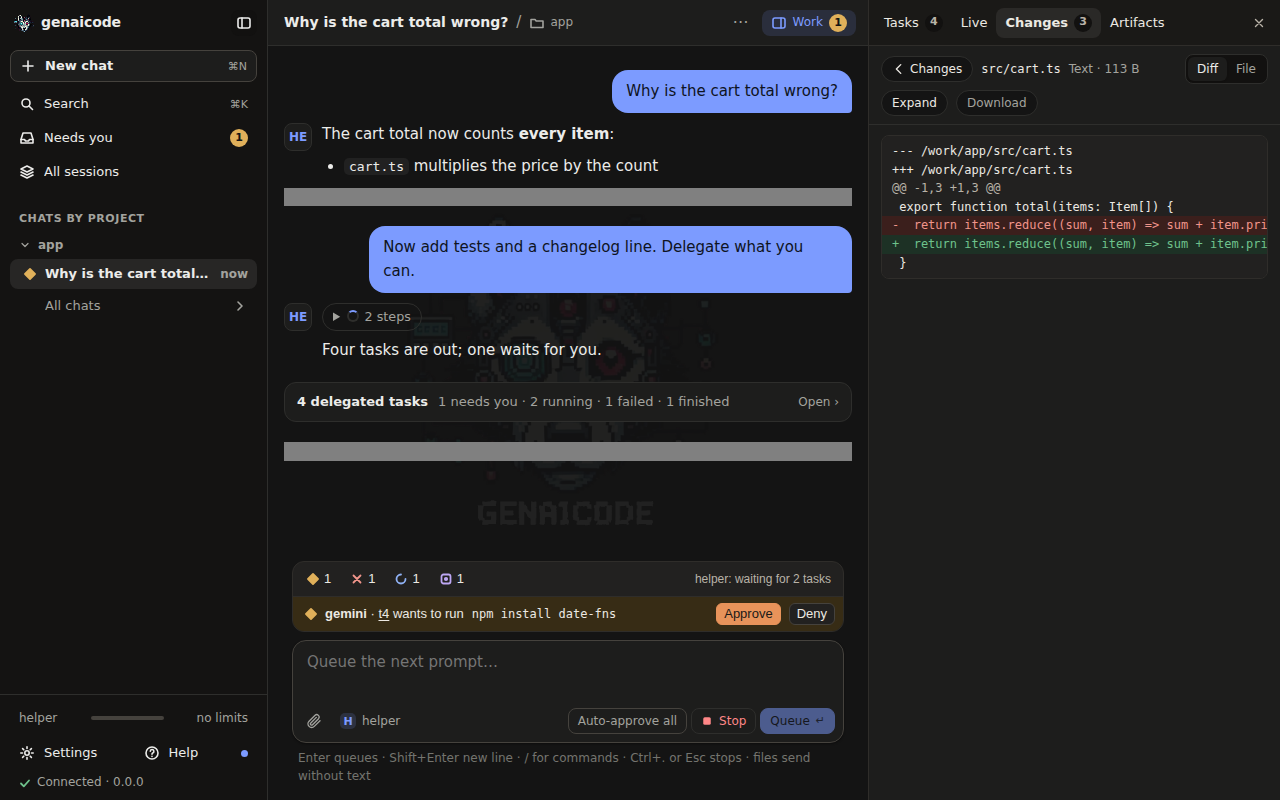 genaicode
New chat ⌘N
Search ⌘K
Needs you 1
All sessions
CHATS BY PROJECT
app
Why is the cart total… now
All chats
helper no limits
Settings Help
Connected · 0.0.0
Why is the cart total wrong? / app ··· Work 1
Why is the cart total wrong?
HE The cart total now counts every item:
• cart.ts multiplies the price by the count
Now add tests and a changelog line. Delegate what you
can.
HE 2 steps
Four tasks are out; one waits for you.
4 delegated tasks 1 needs you · 2 running · 1 failed · 1 finished Open ›
GENAICODE
1 1 1 1 helper: waiting for 2 tasks
gemini · t4 wants to run npm install date-fns Approve Deny
Queue the next prompt…
H helper Auto-approve all Stop Queue ↵
Enter queues · Shift+Enter new line · / for commands · Ctrl+. or Esc stops · files send
without text
Tasks 4 Live Changes 3 Artifacts ×
Changes src/cart.ts Text · 113 B Diff File
Expand Download
--- /work/app/src/cart.ts
+++ /work/app/src/cart.ts
@@ -1,3 +1,3 @@
export function total(items: Item[]) {
- return items.reduce((sum, item) => sum + item.pri
+ return items.reduce((sum, item) => sum + item.pri
}